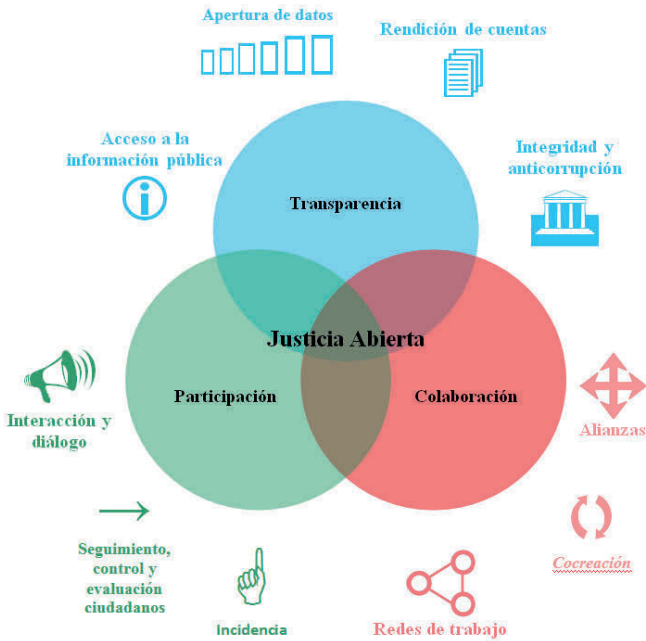 Apertura de datos
Rendición de cuentas
Acceso a la
información pública
Integridad y
anticorrupción
Transparencia
Justicia Abierta
Participación
Colaboración
Interacción y
diálogo
Alianzas
Seguimiento,
control y
evaluación
ciudadanos
Incidencia
Redes de trabajo
Cocreación